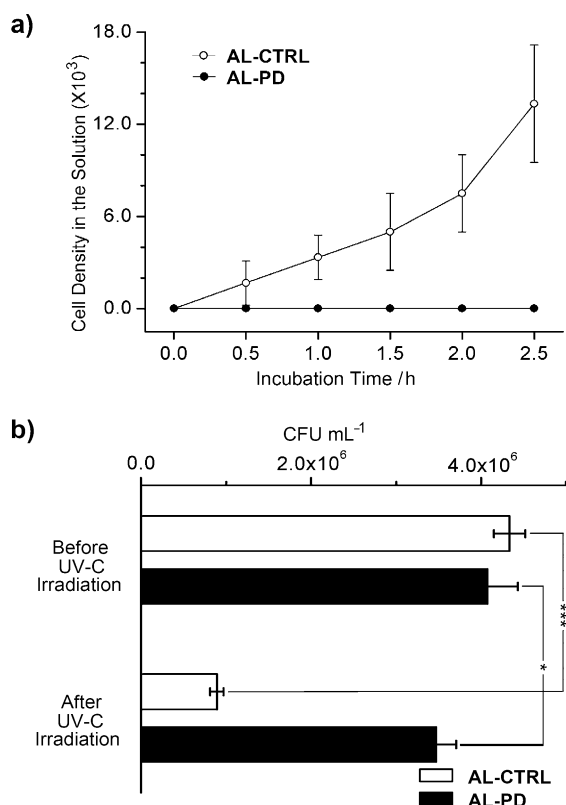 a)
Cell Density in the Solution (X10³)
18.0
12.0
6.0
0.0
AL-CTRL
AL-PD
0.0 0.5 1.0 1.5 2.0 2.5
Incubation Time /h
b)
CFU mL⁻¹
0.0 2.0x10⁶ 4.0x10⁶
Before
UV-C
Irradiation
After
UV-C
Irradiation
***
*
AL-CTRL
AL-PD